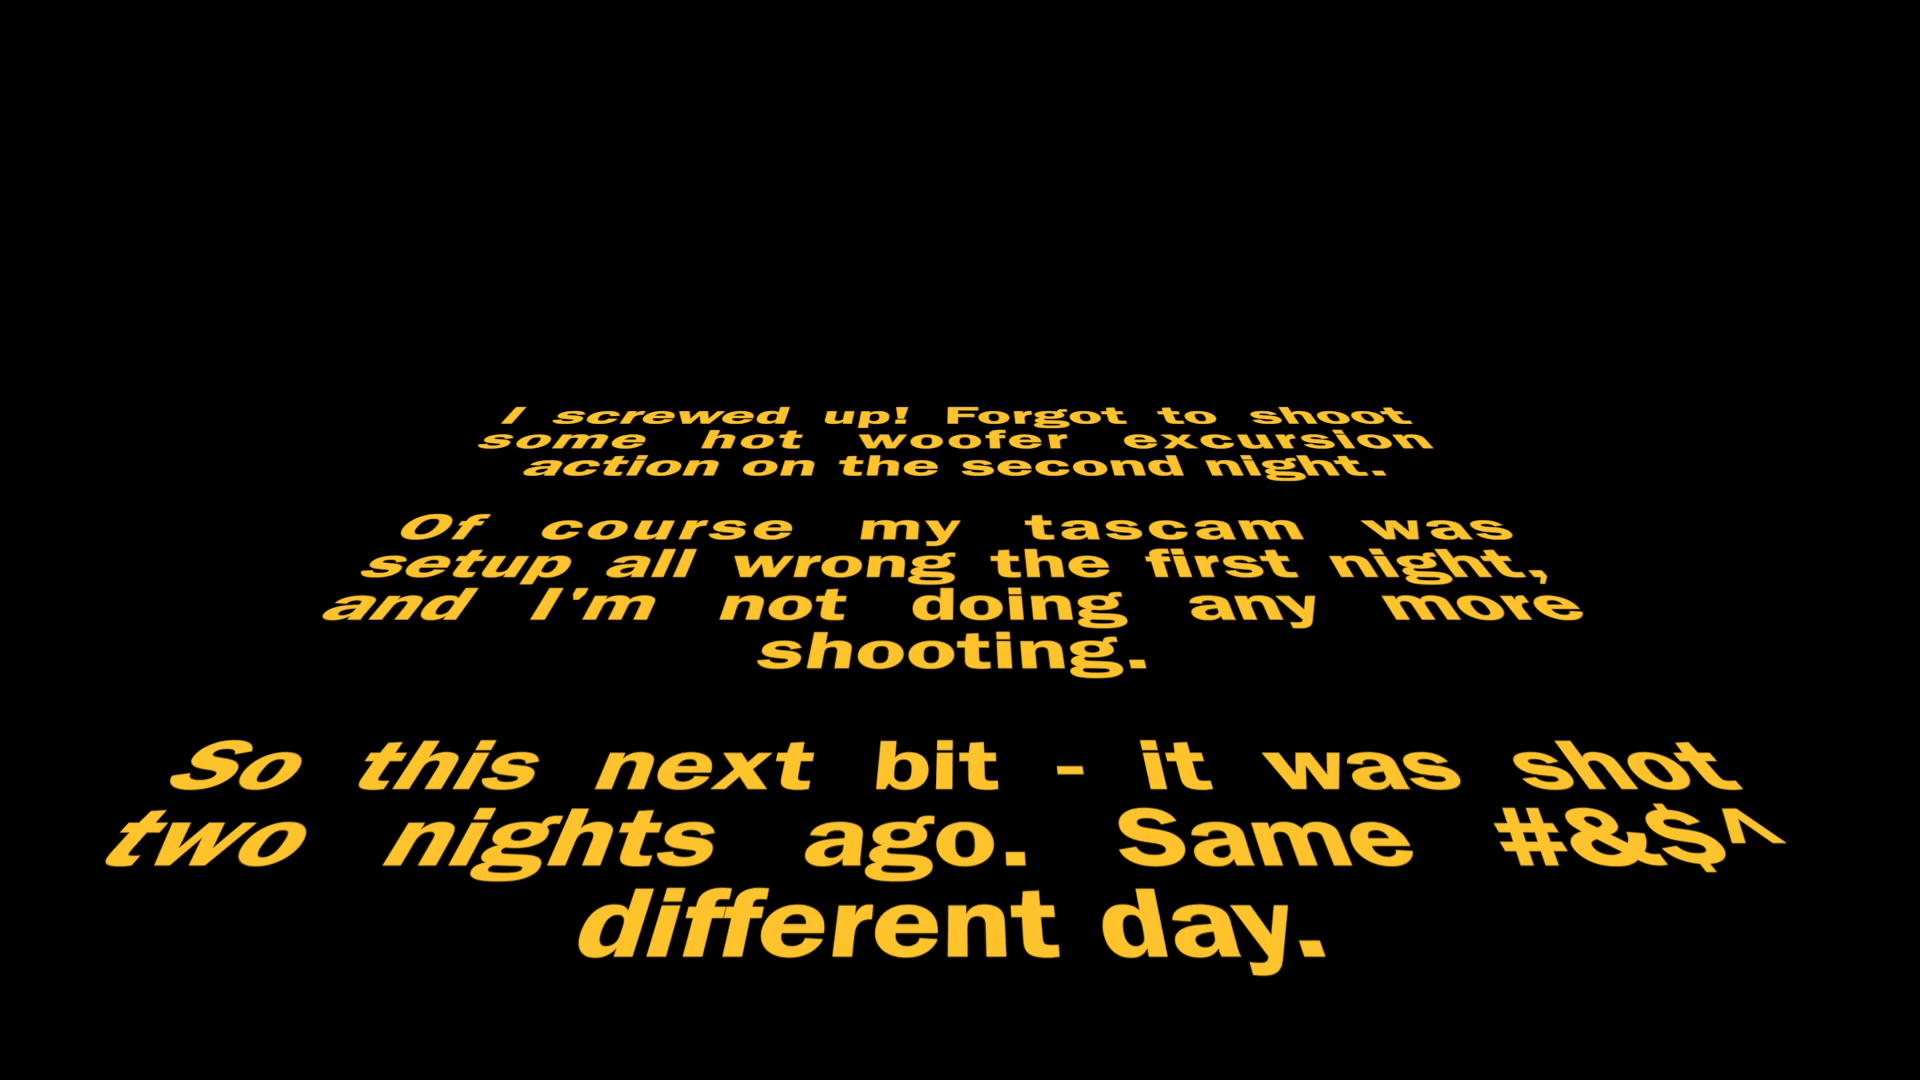 I screwed up! Forgot to shoot
some hot woofer excursion
action on the second night.
Of course my tascam was
setup all wrong the first night,
and I'm not doing any more
shooting.
So this next bit - it was shot
two nights ago. Same #&$^
different day.